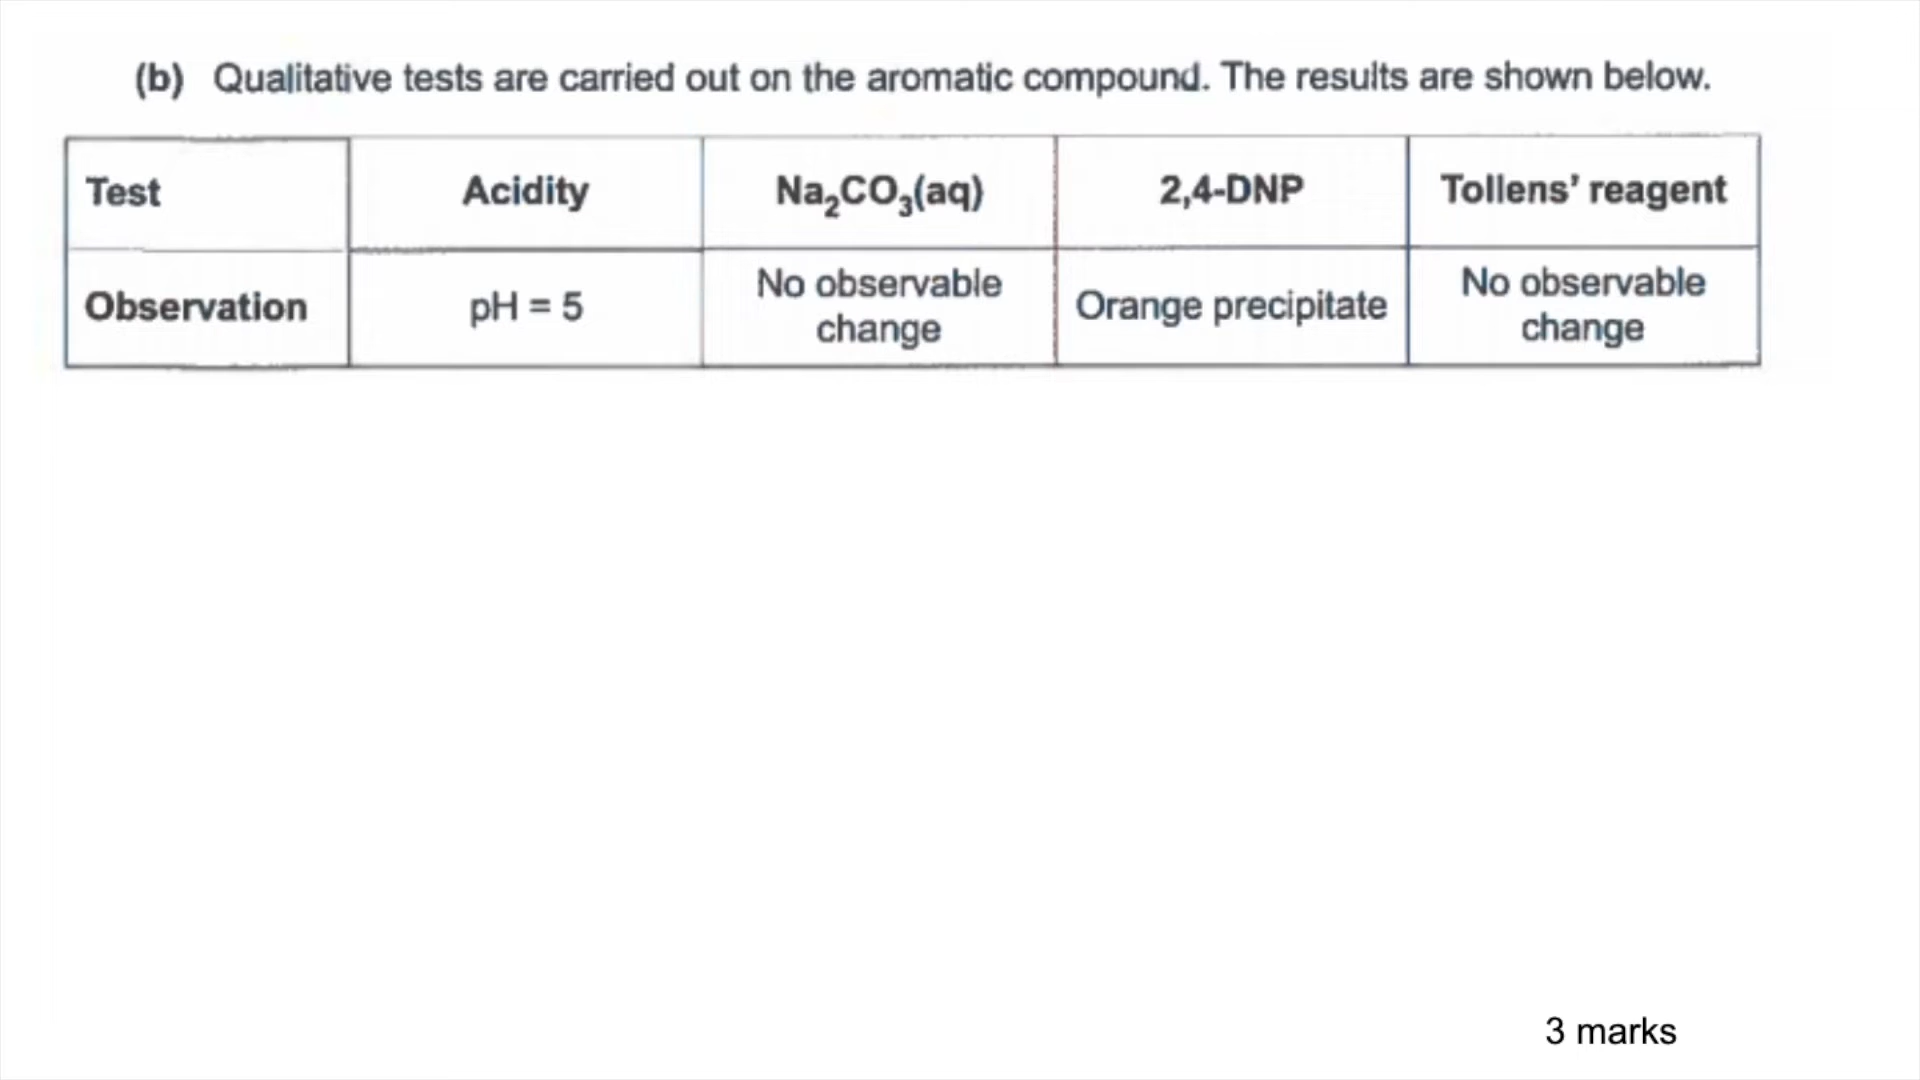 (b) Qualitative tests are carried out on the aromatic compound. The results are shown below.
Test Acidity Na₂CO₃(aq) 2,4-DNP Tollens' reagent
Observation pH = 5 No observable change Orange precipitate No observable change
3 marks